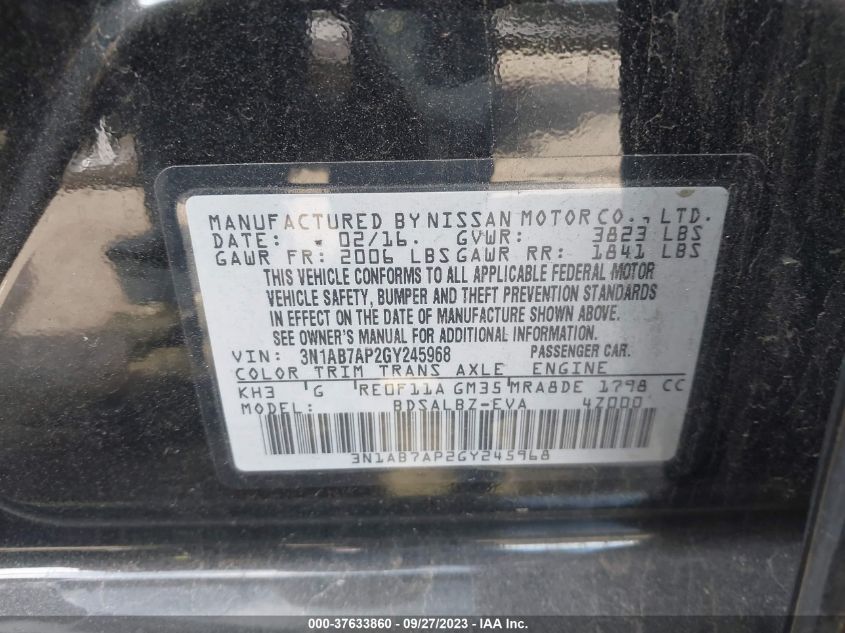 MANUFACTURED BY NISSAN MOTOR CO., LTD.
DATE: 02/16. GVWR: 3823 LBS
GAWR FR: 2006 LBS GAWR RR: 1841 LBS
THIS VEHICLE CONFORMS TO ALL APPLICABLE FEDERAL MOTOR
VEHICLE SAFETY, BUMPER AND THEFT PREVENTION STANDARDS
IN EFFECT ON THE DATE OF MANUFACTURE SHOWN ABOVE.
SEE OWNER'S MANUAL FOR ADDITIONAL INFORMATION.
VIN: 3N1AB7AP2GY245968 PASSENGER CAR.
COLOR TRIM TRANS AXLE ENGINE
KH3 G RE0F11A GM35 MRA8DE 1798 CC
MODEL: BDSALBZ-EVA 4Z000
3N1AB7AP2GY245968
000-37633860 - 09/27/2023 - IAA Inc.